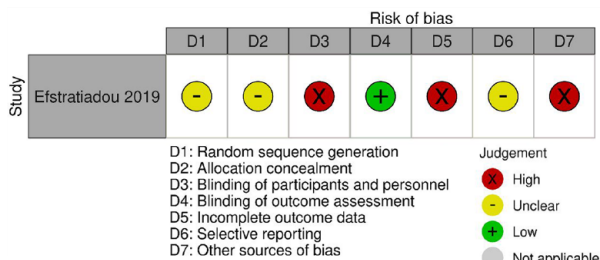 Risk of bias
D1 D2 D3 D4 D5 D6 D7
Study
Efstratiadou 2019
- - X + X - X
D1: Random sequence generation
D2: Allocation concealment
D3: Blinding of participants and personnel
D4: Blinding of outcome assessment
D5: Incomplete outcome data
D6: Selective reporting
D7: Other sources of bias
Judgement
X High
- Unclear
+ Low
Not applicable